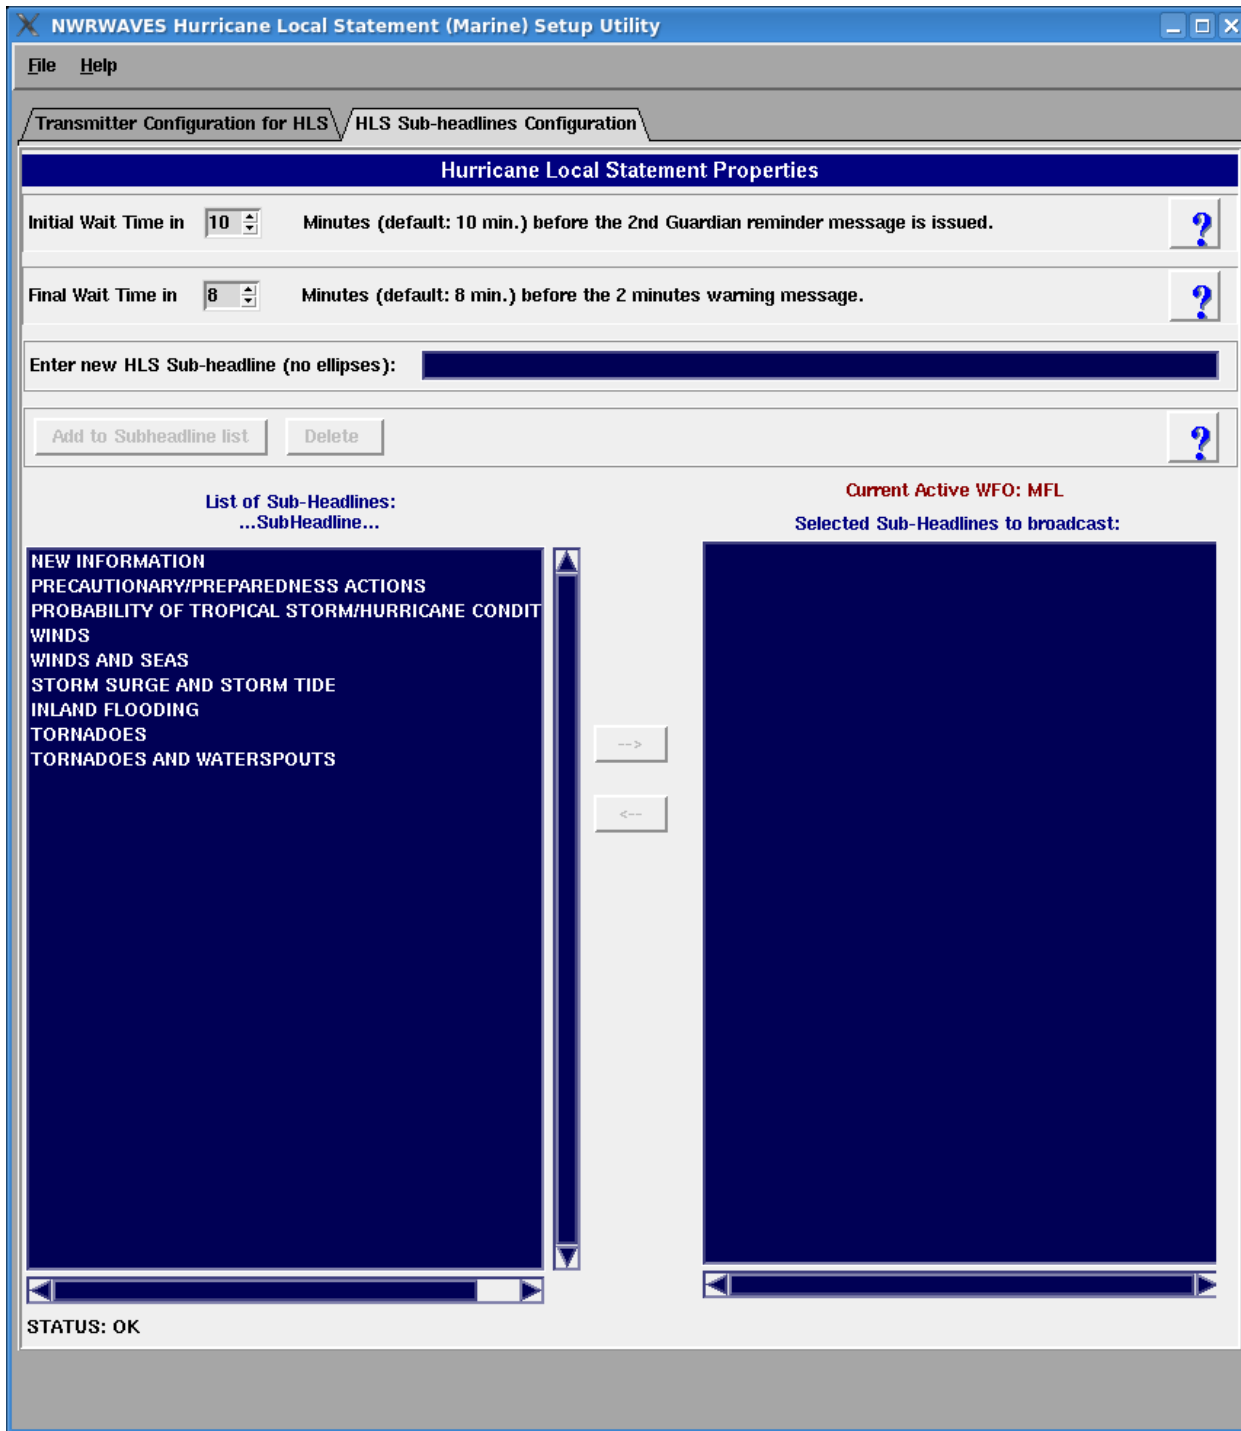 NWRWAVES Hurricane Local Statement (Marine) Setup Utility
File Help
Transmitter Configuration for HLS HLS Sub-headlines Configuration
Hurricane Local Statement Properties
Initial Wait Time in 10 Minutes (default: 10 min.) before the 2nd Guardian reminder message is issued. ?
Final Wait Time in 8 Minutes (default: 8 min.) before the 2 minutes warning message. ?
Enter new HLS Sub-headline (no ellipses):
Add to Subheadline list Delete ?
List of Sub-Headlines:
...SubHeadline...
NEW INFORMATION
PRECAUTIONARY/PREPAREDNESS ACTIONS
PROBABILITY OF TROPICAL STORM/HURRICANE CONDIT
WINDS
WINDS AND SEAS
STORM SURGE AND STORM TIDE
INLAND FLOODING
TORNADOES
TORNADOES AND WATERSPOUTS
-->
<--
Current Active WFO: MFL
Selected Sub-Headlines to broadcast:
STATUS: OK